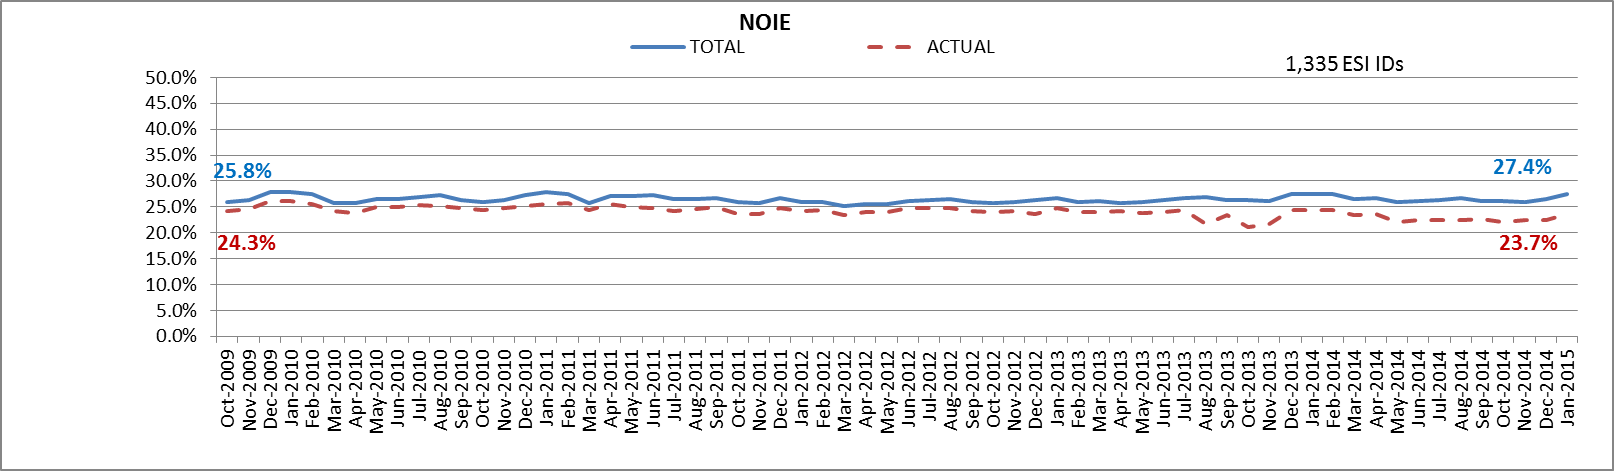 NOIE
TOTAL ACTUAL
1,335 ESI IDs
50.0%
45.0%
40.0%
35.0%
30.0%
25.0%
20.0%
15.0%
10.0%
5.0%
0.0%
25.8%
27.4%
24.3%
23.7%
Oct-2009
Nov-2009
Dec-2009
Jan-2010
Feb-2010
Mar-2010
Apr-2010
May-2010
Jun-2010
Jul-2010
Aug-2010
Sep-2010
Oct-2010
Nov-2010
Dec-2010
Jan-2011
Feb-2011
Mar-2011
Apr-2011
May-2011
Jun-2011
Jul-2011
Aug-2011
Sep-2011
Oct-2011
Nov-2011
Dec-2011
Jan-2012
Feb-2012
Mar-2012
Apr-2012
May-2012
Jun-2012
Jul-2012
Aug-2012
Sep-2012
Oct-2012
Nov-2012
Dec-2012
Jan-2013
Feb-2013
Mar-2013
Apr-2013
May-2013
Jun-2013
Jul-2013
Aug-2013
Sep-2013
Oct-2013
Nov-2013
Dec-2013
Jan-2014
Feb-2014
Mar-2014
Apr-2014
May-2014
Jun-2014
Jul-2014
Aug-2014
Sep-2014
Oct-2014
Nov-2014
Dec-2014
Jan-2015